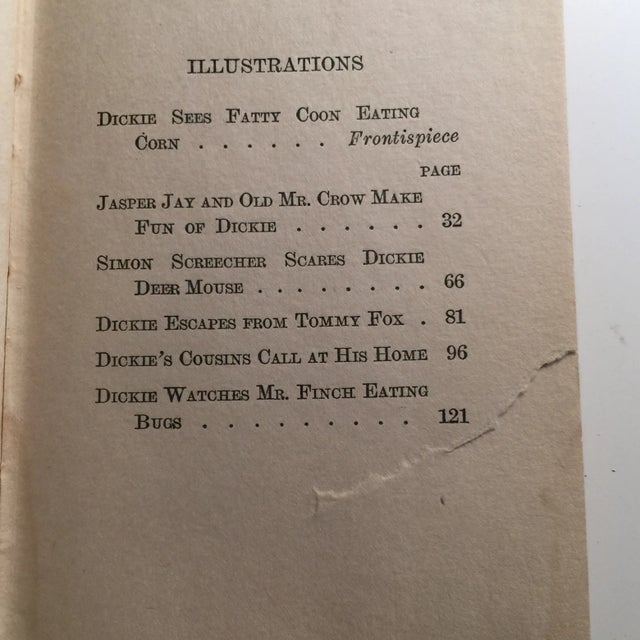 ILLUSTRATIONS
DICKIE SEES FATTY COON EATING
CORN . . . . . . Frontispiece
PAGE
JASPER JAY AND OLD MR. CROW MAKE
FUN OF DICKIE . . . . . . 32
SIMON SCREECHER SCARES DICKIE
DEER MOUSE . . . . . . . . 66
DICKIE ESCAPES FROM TOMMY FOX . 81
DICKIE'S COUSINS CALL AT HIS HOME 96
DICKIE WATCHES MR. FINCH EATING
BUGS . . . . . . . . . 121